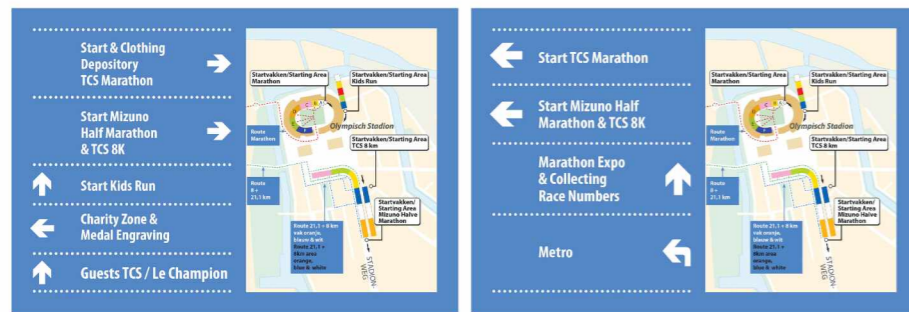 Start & Clothing
Depository
TCS Marathon
Start Mizuno
Half Marathon
& TCS 8K
Start Kids Run
Charity Zone &
Medal Engraving
Guests TCS / Le Champion
Startvakken/Starting Area
Marathon
Startvakken/Starting Area
Kids Run
Olympisch Stadion
Route
Marathon
Startvakken/Starting Area
TCS 8 km
Route
8 +
21,1 km
Startvakken/
Starting Area
Mizuno Halve
Marathon
Route 21,1 + 8 km
vak oranje,
blauw & wit
Route 21,1 +
8km area
orange,
blue & white
STADION-
WEG
Start TCS Marathon
Start Mizuno Half
Marathon & TCS 8K
Marathon Expo
& Collecting
Race Numbers
Metro
Startvakken/Starting Area
Marathon
Startvakken/Starting Area
Kids Run
Olympisch Stadion
Route
Marathon
Startvakken/Starting Area
TCS 8 km
Route
8 +
21,1 km
Startvakken/
Starting Area
Mizuno Halve
Marathon
Route 21,1 + 8 km
vak oranje,
blauw & wit
Route 21,1 +
8km area
orange,
blue & white
STADION-
WEG